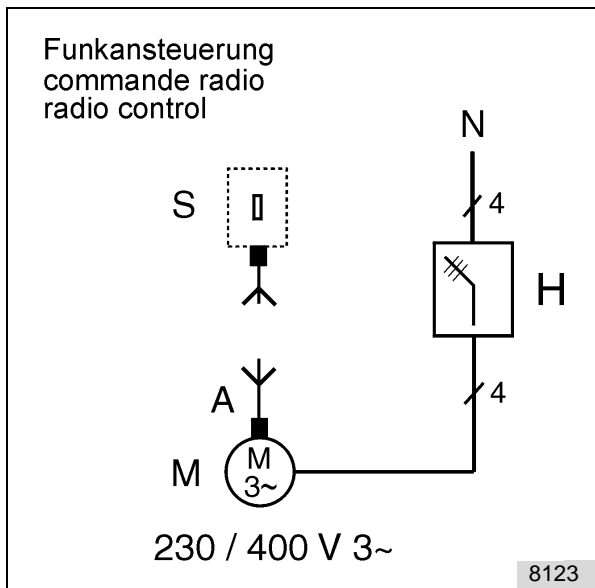 Funkansteuerung
commande radio
radio control
N
S
4
H
4
A
M
M
3~
230 / 400 V 3~
8123